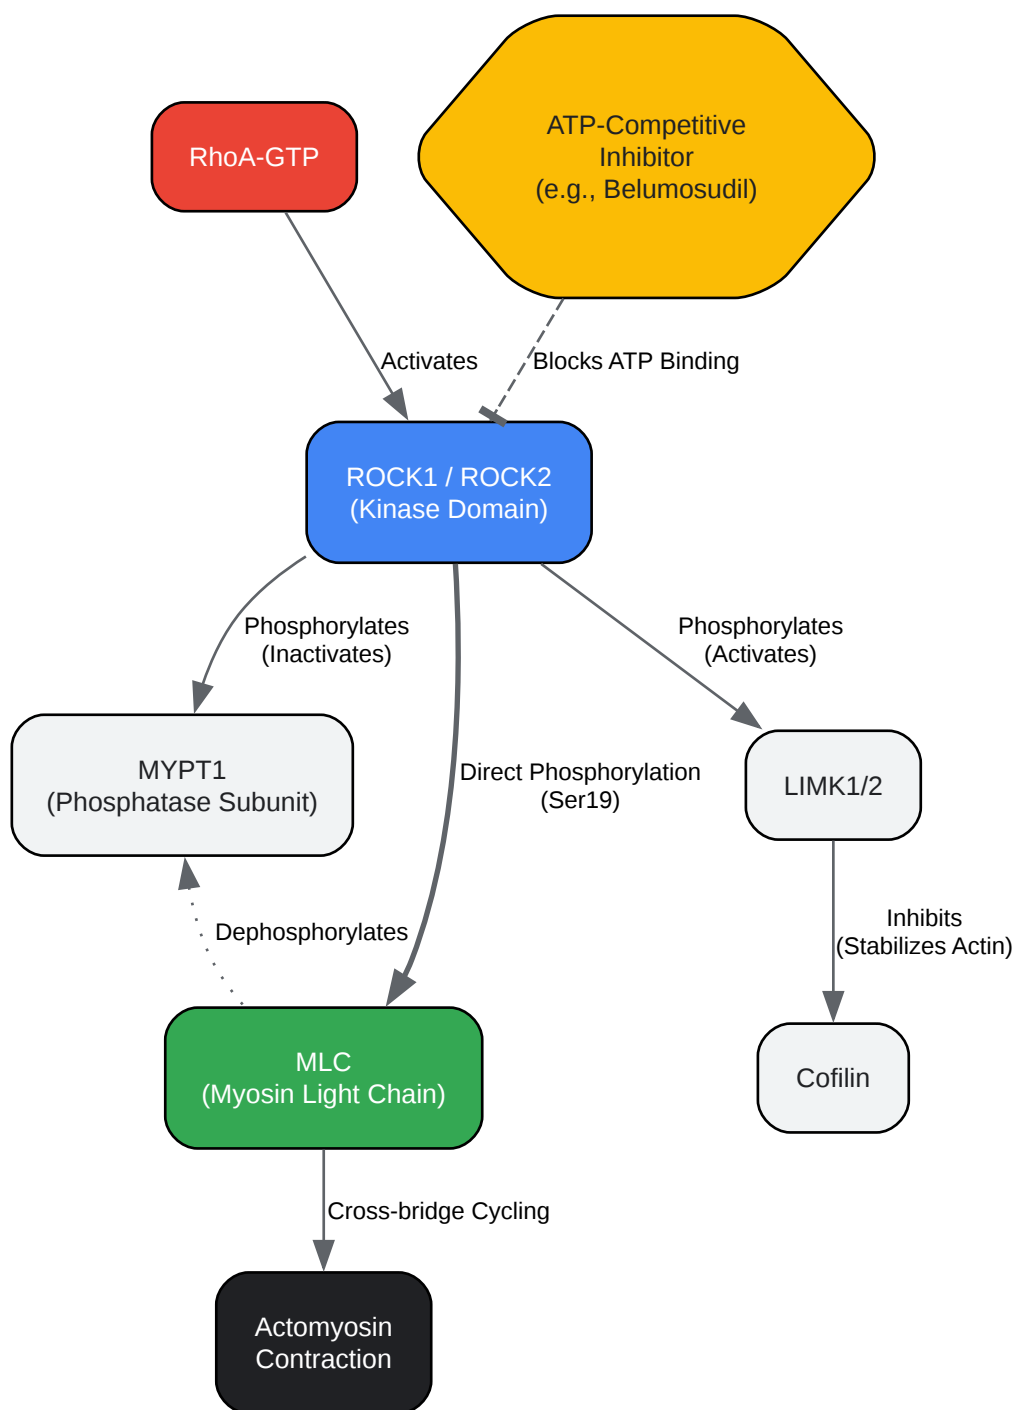 RhoA-GTP
ATP-Competitive
Inhibitor
(e.g., Belumosudil)
Activates
Blocks ATP Binding
ROCK1 / ROCK2
(Kinase Domain)
Phosphorylates
(Inactivates)
Phosphorylates
(Activates)
MYPT1
(Phosphatase Subunit)
Direct Phosphorylation
(Ser19)
LIMK1/2
Dephosphorylates
Inhibits
(Stabilizes Actin)
MLC
(Myosin Light Chain)
Cofilin
Cross-bridge Cycling
Actomyosin
Contraction